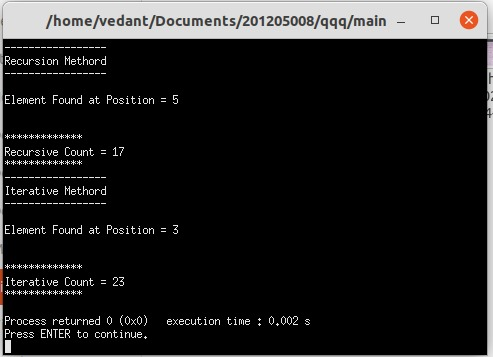 /home/vedant/Documents/201205008/qqq/main
-----------------
Recursion Methord
-----------------
Element Found at Position = 5
*************
Recursive Count = 17
*************
-----------------
Iterative Methord
-----------------
Element Found at Position = 3
*************
Iterative Count = 23
*************
Process returned 0 (0x0)   execution time : 0.002 s
Press ENTER to continue.